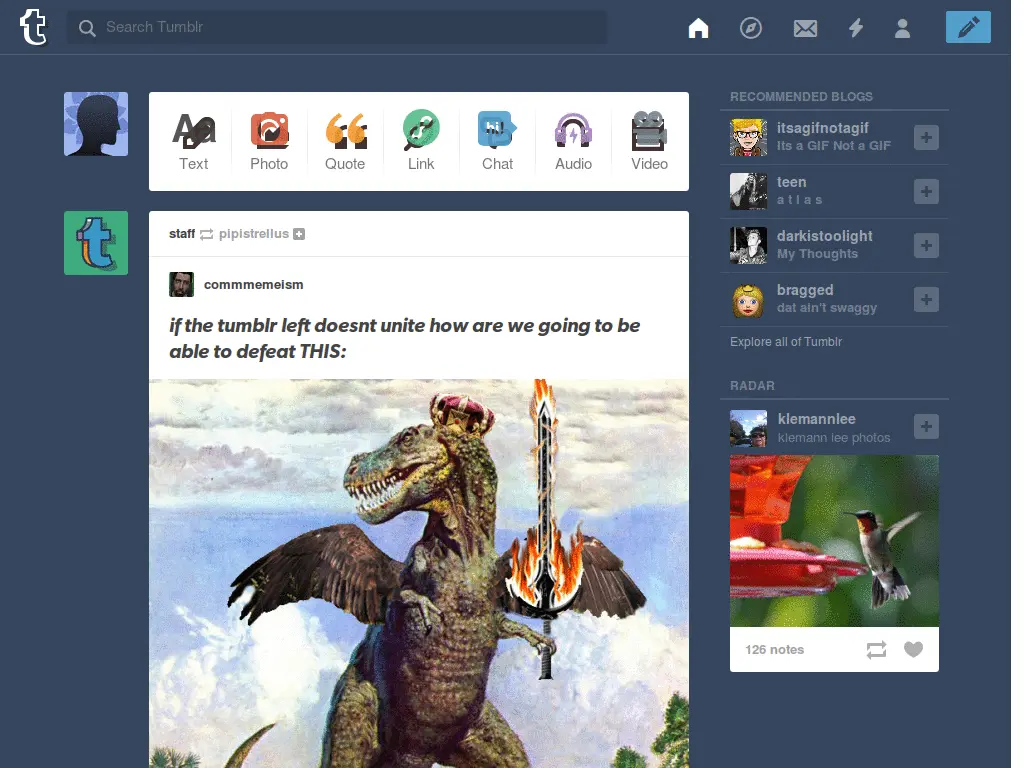 Search Tumblr
Text
Photo
Quote
Link
hi!
Chat
Audio
Video
staff pipistrellus
commmemeism
if the tumblr left doesnt unite how are we going to be
able to defeat THIS:
RECOMMENDED BLOGS
itsagifnotagif
Its a GIF Not a GIF
teen
a t l a s
darkistoolight
My Thoughts
bragged
dat ain't swaggy
Explore all of Tumblr
RADAR
klemannlee
klemann lee photos
126 notes